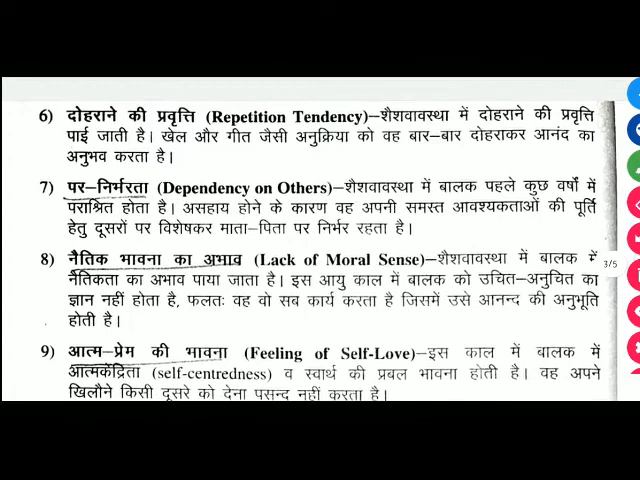 6) दोहराने की प्रवृत्ति (Repetition Tendency)–शैशवावस्था में दोहराने की प्रवृत्ति
पाई जाती है। खेल और गीत जैसी अनुक्रिया को वह बार–बार दोहराकर आनंद का
अनुभव करता है।
7) पर–निर्भरता (Dependency on Others)–शैशवावस्था में बालक पहले कुछ वर्षों में
पराश्रित होता है। असहाय होने के कारण वह अपनी समस्त आवश्यकताओं की पूर्ति
हेतु दूसरों पर विशेषकर माता–पिता पर निर्भर रहता है।
8) नैतिक भावना का अभाव (Lack of Moral Sense)–शैशवावस्था में बालक में
नैतिकता का अभाव पाया जाता है। इस आयु काल में बालक को उचित–अनुचित का
3/5
ज्ञान नहीं होता है, फलतः वह वो सब कार्य करता है जिसमें उसे आनन्द की अनुभूति
होती है।
9) आत्म–प्रेम की भावना (Feeling of Self-Love)–इस काल में बालक में
आत्मकेंद्रिता (self-centredness) व स्वार्थ की प्रबल भावना होती है। वह अपने
खिलौने किसी दूसरे को देना पसन्द नहीं करता है।